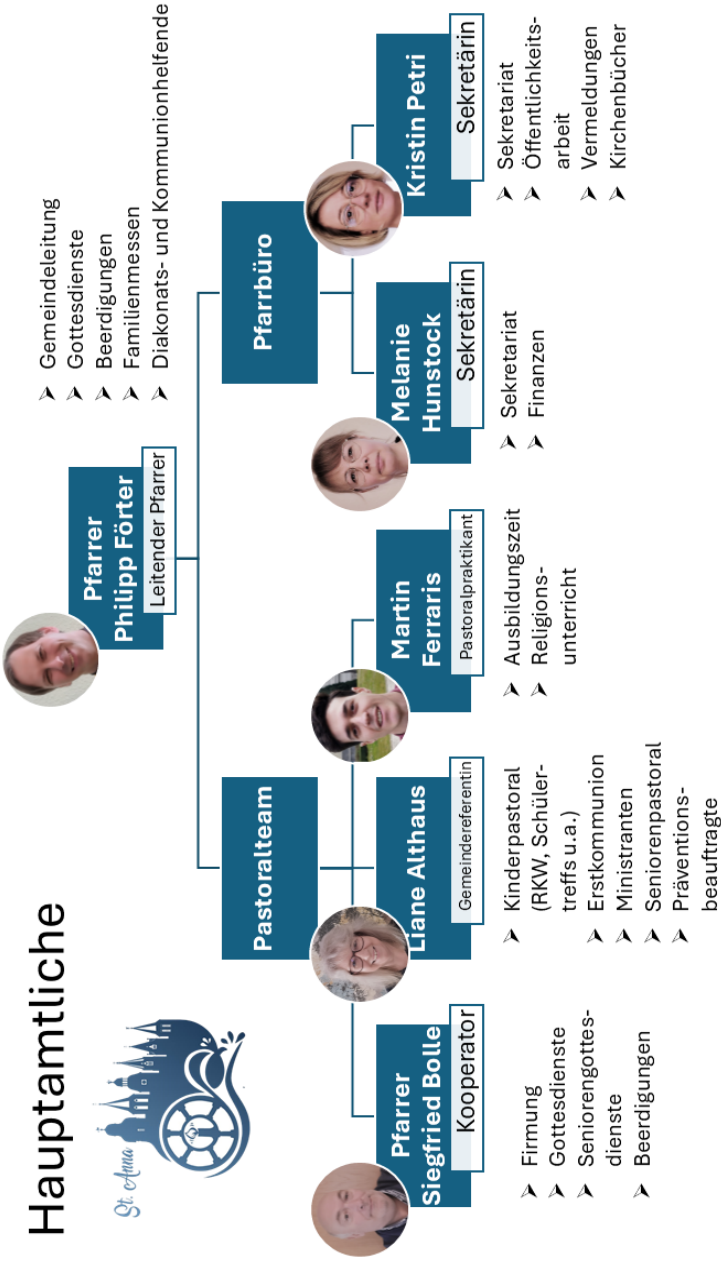 Hauptamtliche
St. Anna
Pfarrer
Philipp Förter
Leitender Pfarrer
➢ Gemeindeleitung
➢ Gottesdienste
➢ Beerdigungen
➢ Familienmessen
➢ Diakonats- und Kommunionhelfende
Pastoralteam
Pfarrbüro
Pfarrer
Siegfried Bolle
Kooperator
➢ Firmung
➢ Gottesdienste
➢ Seniorengottes-
dienste
➢ Beerdigungen
Liane Althaus
Gemeindereferentin
➢ Kinderpastoral
(RKW, Schüler-
treffs u.a.)
➢ Erstkommunion
➢ Ministranten
➢ Seniorenpastoral
➢ Präventions-
beauftragte
Martin
Ferraris
Pastoralpraktikant
➢ Ausbildungszeit
➢ Religions-
unterricht
Melanie
Hunstock
Sekretärin
➢ Sekretariat
➢ Finanzen
Kristin Petri
Sekretärin
➢ Sekretariat
➢ Öffentlichkeits-
arbeit
➢ Vermeldungen
➢ Kirchenbücher